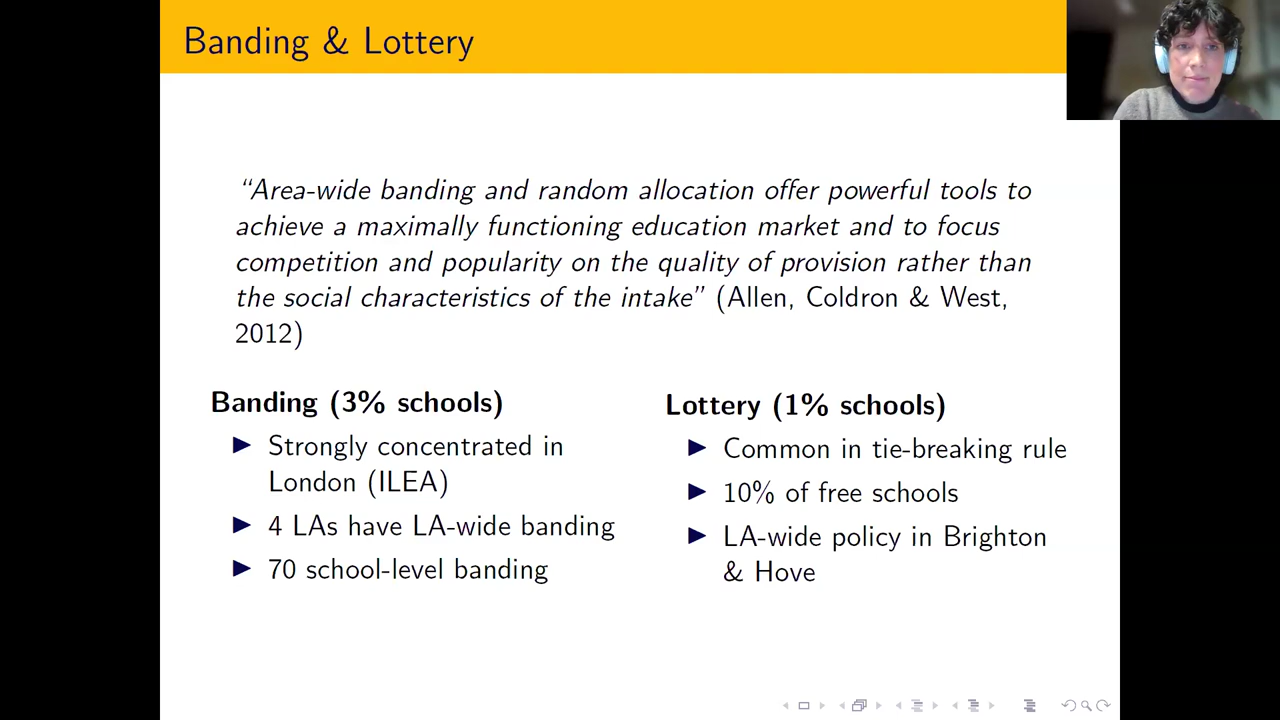 Banding & Lottery
“Area-wide banding and random allocation offer powerful tools to
achieve a maximally functioning education market and to focus
competition and popularity on the quality of provision rather than
the social characteristics of the intake” (Allen, Coldron & West,
2012)
Banding (3% schools)
Strongly concentrated in
London (ILEA)
4 LAs have LA-wide banding
70 school-level banding
Lottery (1% schools)
Common in tie-breaking rule
10% of free schools
LA-wide policy in Brighton
& Hove